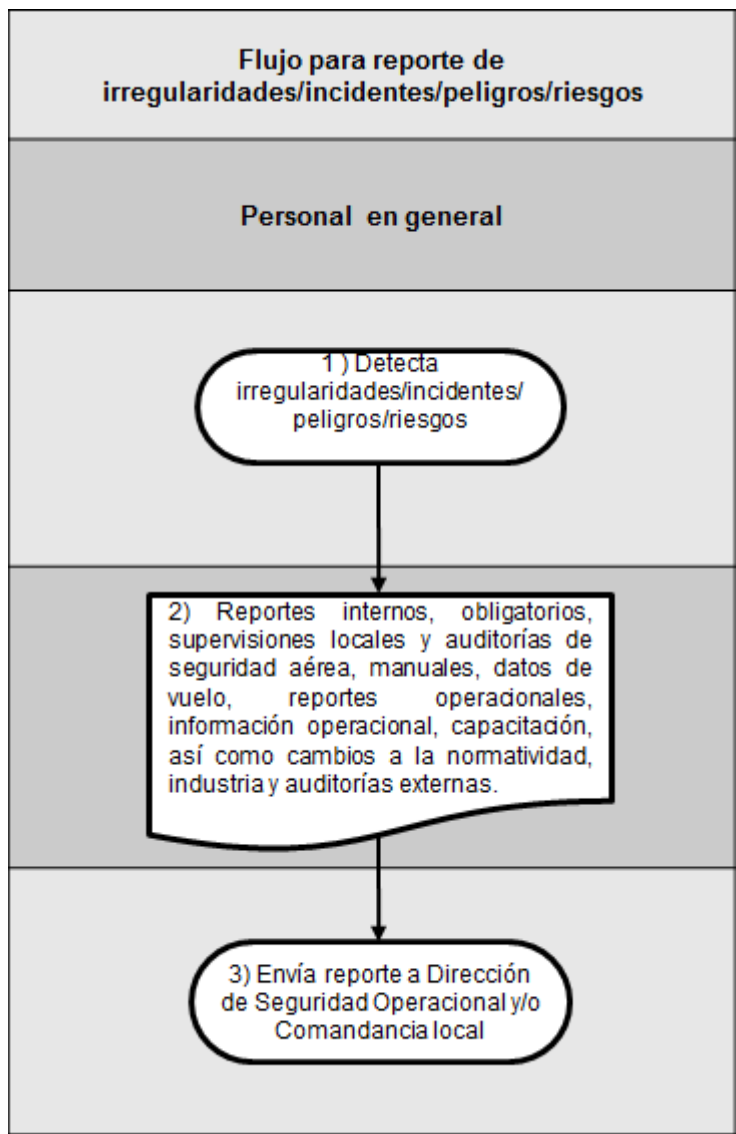 Flujo para reporte de
irregularidades/incidentes/peligros/riesgos
Personal en general
1 ) Detecta
irregularidades/incidentes/
peligros/riesgos
2) Reportes internos, obligatorios,
supervisiones locales y auditorías de
seguridad aérea, manuales, datos de
vuelo, reportes operacionales,
información operacional, capacitación,
así como cambios a la normatividad,
industria y auditorías externas.
3) Envía reporte a Dirección
de Seguridad Operacional y/o
Comandancia local